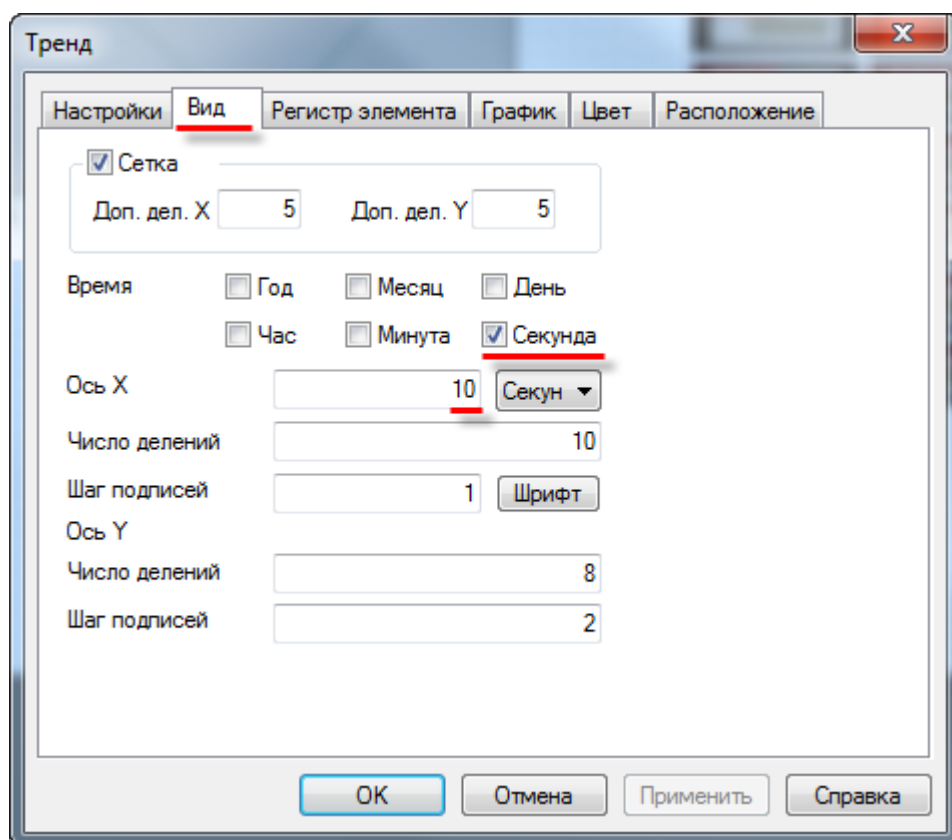 Тренд
Настройки Вид Регистр элемента График Цвет Расположение
Сетка
Доп. дел. X 5 Доп. дел. Y 5
Время Год Месяц День
Час Минута Секунда
Ось X 10 Секун
Число делений 10
Шаг подписей 1 Шрифт
Ось Y
Число делений 8
Шаг подписей 2
OK Отмена Применить Справка